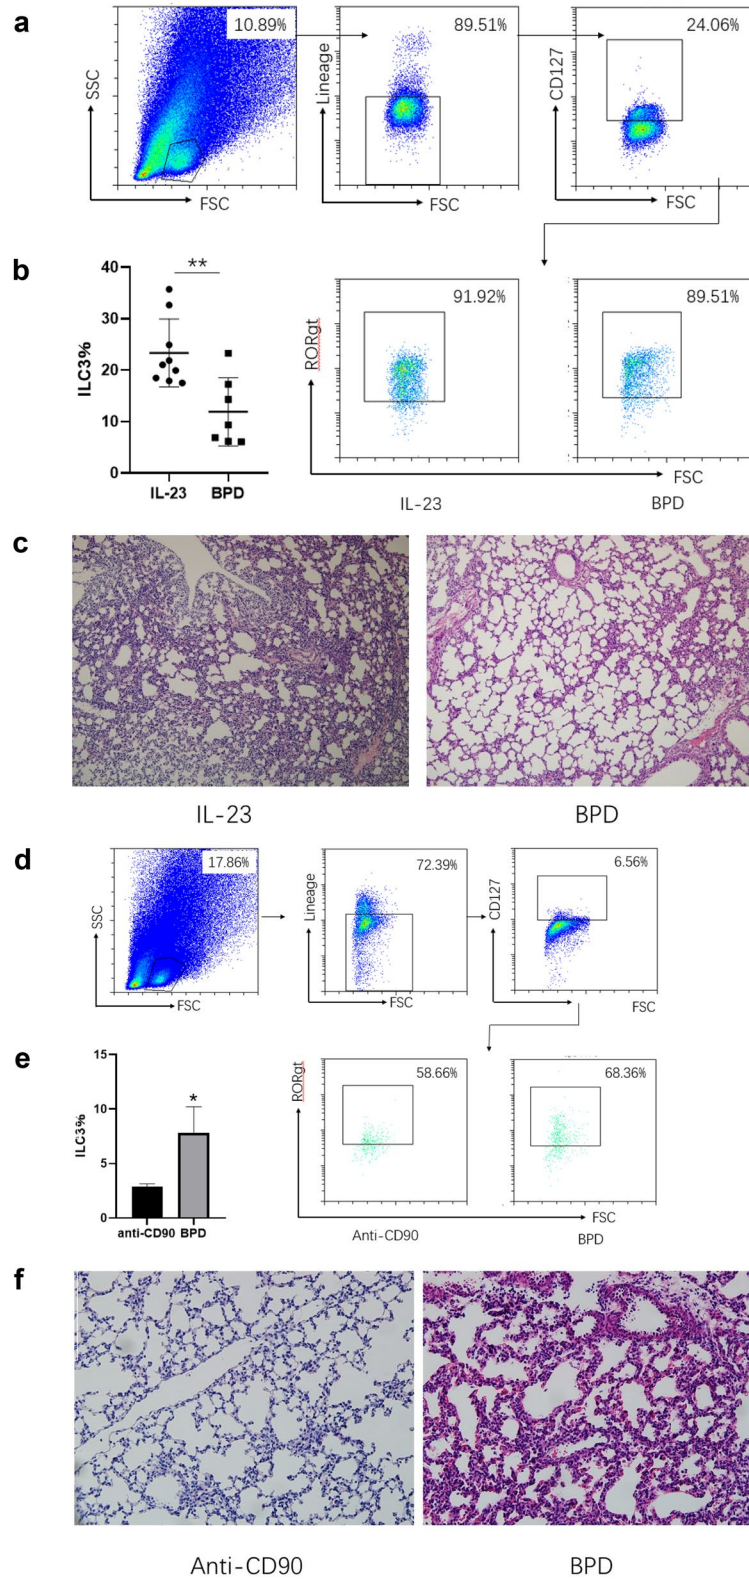 a
10.89%
89.51%
24.06%
SSC
Lineage
CD127
FSC
FSC
FSC
b
**
40
30
20
10
0
ILC3%
IL-23 BPD
91.92%
89.51%
RORgt
FSC
IL-23
BPD
c
IL-23
BPD
d
17.86%
72.39%
6.56%
SSC
Lineage
CD127
FSC
FSC
FSC
e
15
10
5
0
ILC3%
*
anti-CD90 BPD
58.66%
68.36%
RORgt
FSC
Anti-CD90
BPD
f
Anti-CD90
BPD